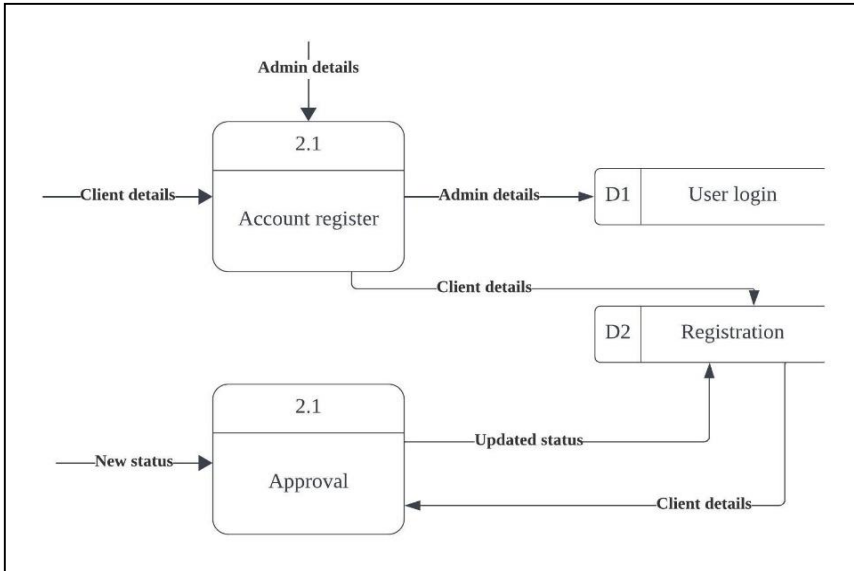 Admin details
2.1
Client details
Account register
Admin details
D1
User login
Client details
D2
Registration
2.1
New status
Approval
Updated status
Client details